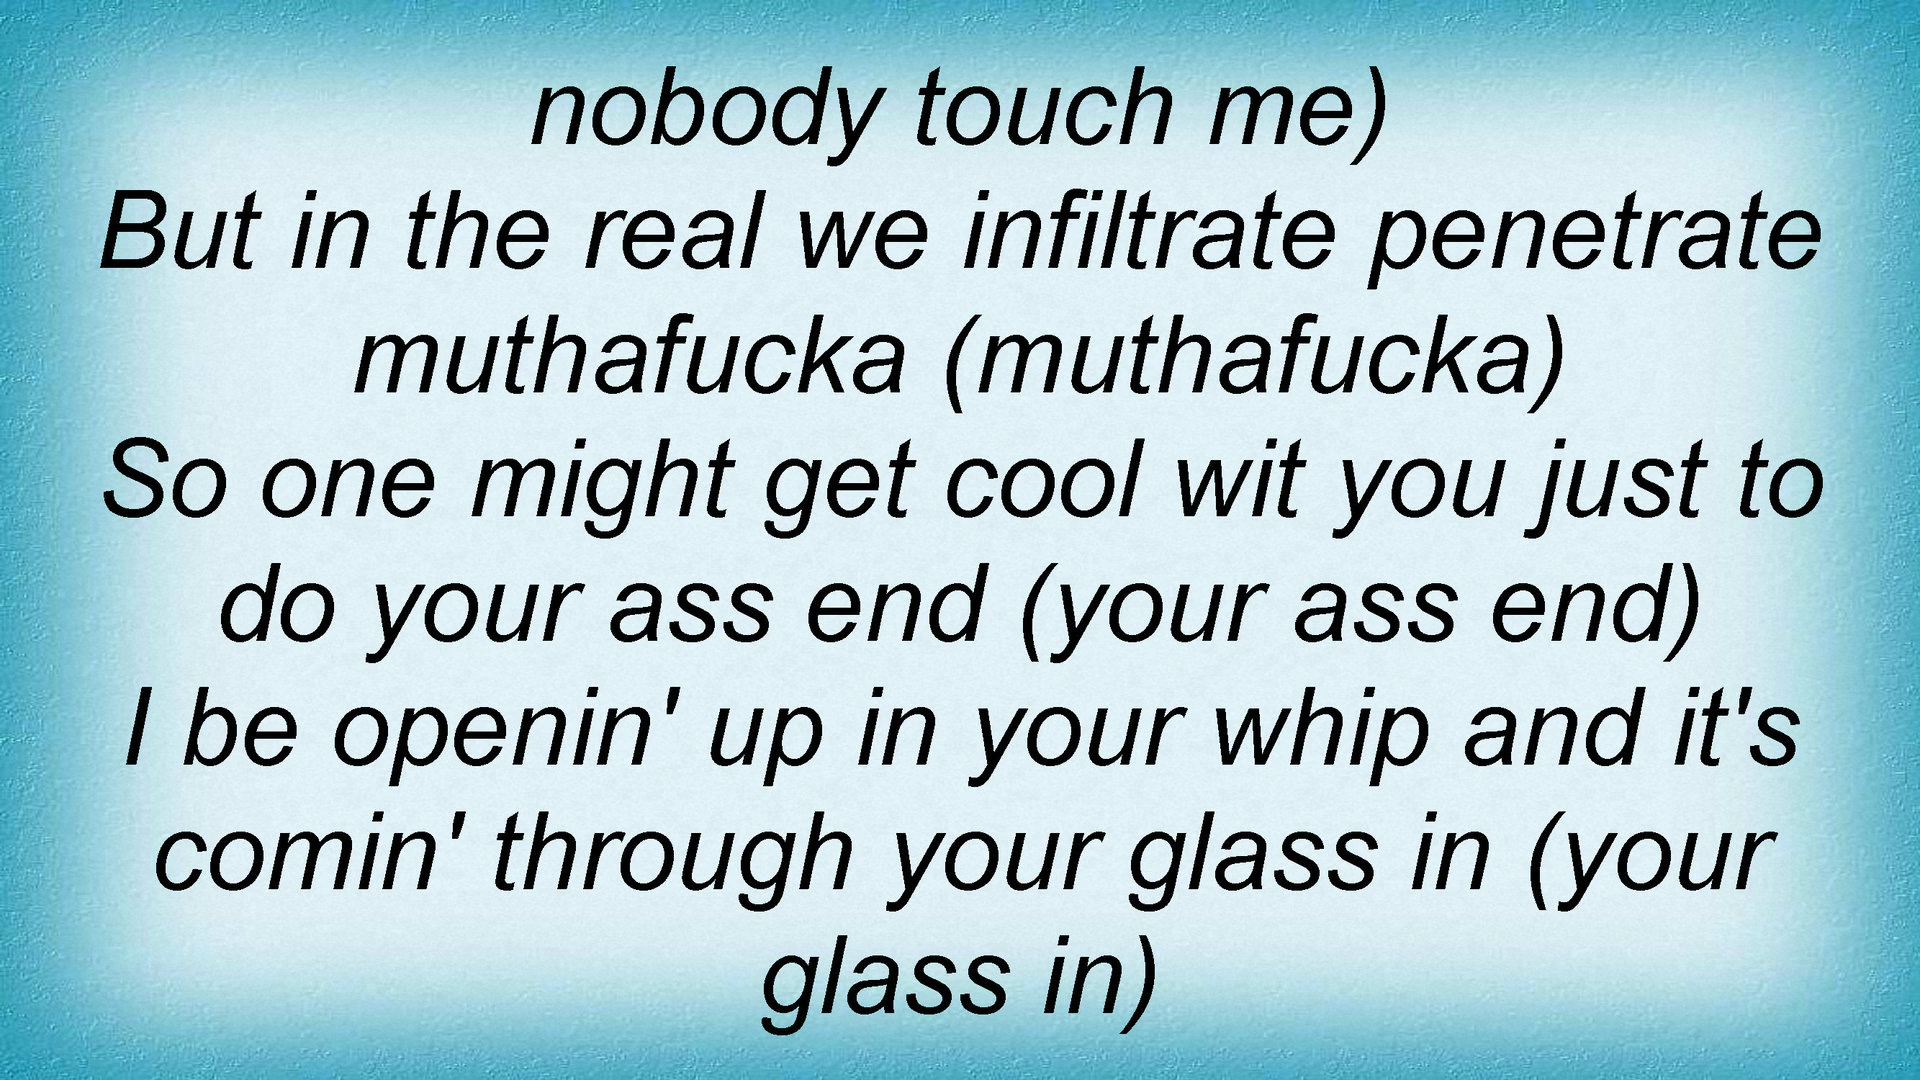 nobody touch me)
But in the real we infiltrate penetrate
muthafucka (muthafucka)
So one might get cool wit you just to
do your ass end (your ass end)
I be openin' up in your whip and it's
comin' through your glass in (your
glass in)